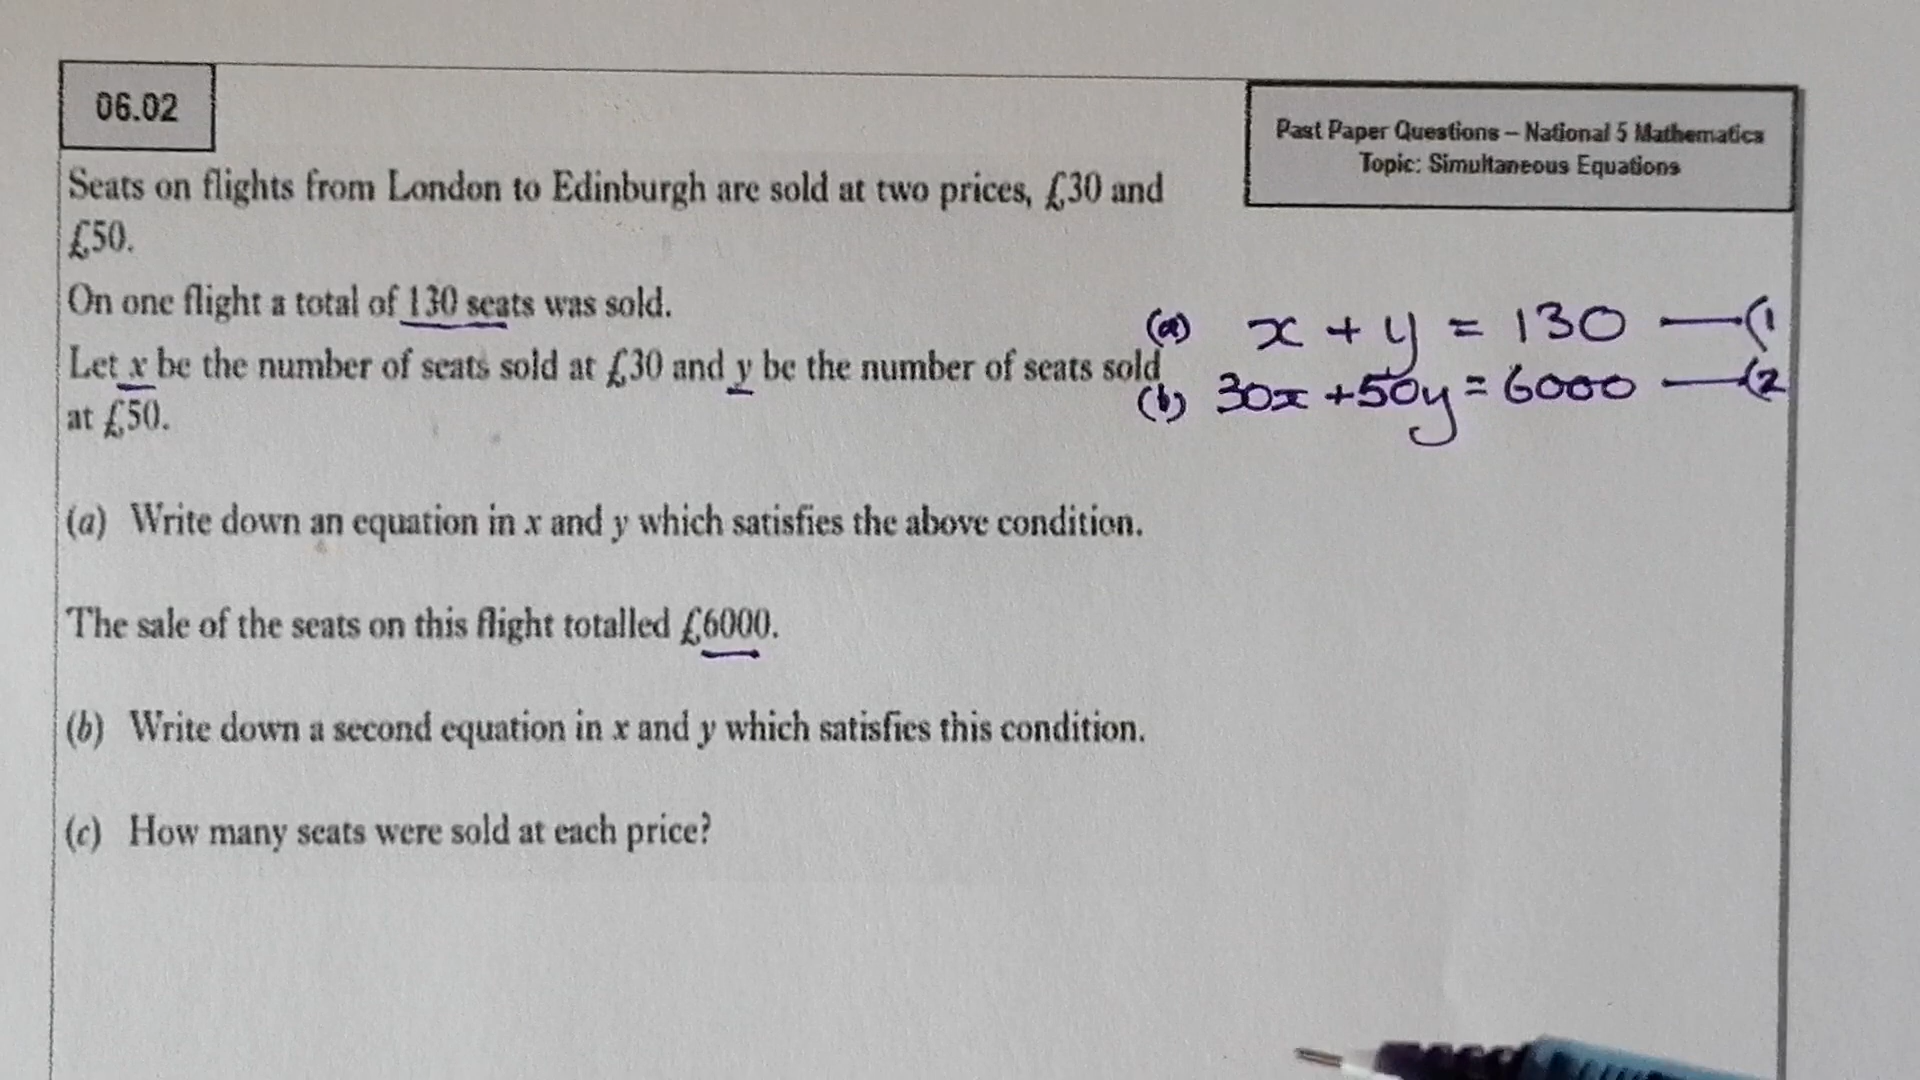 06.02
Past Paper Questions – National 5 Mathematics
Topic: Simultaneous Equations
Seats on flights from London to Edinburgh are sold at two prices, £30 and
£50.
On one flight a total of 130 seats was sold.
Let x be the number of seats sold at £30 and y be the number of seats sold
at £50.
(a) x + y = 130 —(1
(b) 30x + 50y = 6000 —(2
(a) Write down an equation in x and y which satisfies the above condition.
The sale of the seats on this flight totalled £6000.
(b) Write down a second equation in x and y which satisfies this condition.
(c) How many seats were sold at each price?